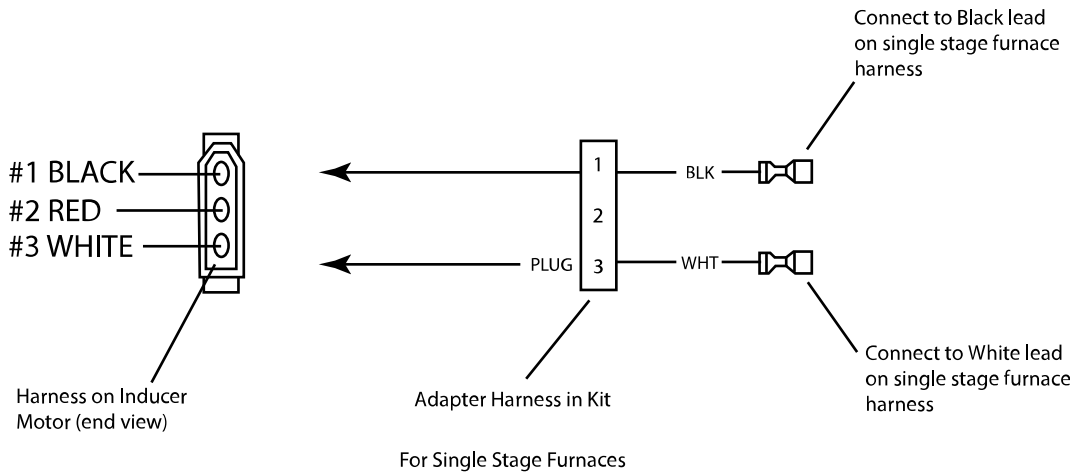 Connect to Black lead
on single stage furnace
harness
#1 BLACK
#2 RED
#3 WHITE
1
2
3
BLK
PLUG
WHT
Harness on Inducer
Motor (end view)
Adapter Harness in Kit
Connect to White lead
on single stage furnace
harness
For Single Stage Furnaces